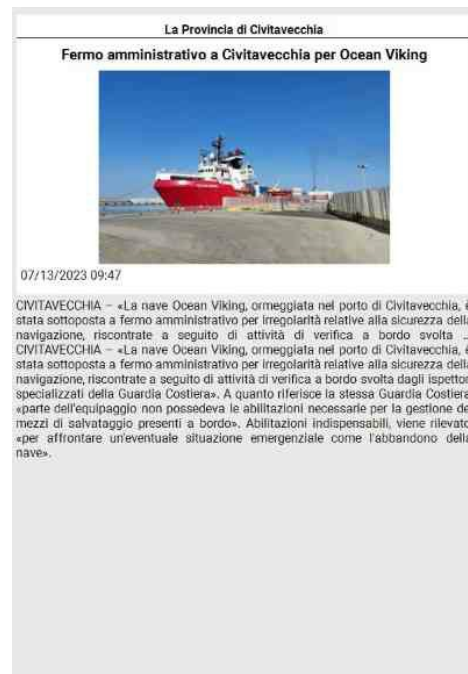 La Provincia di Civitavecchia
Fermo amministrativo a Civitavecchia per Ocean Viking
07/13/2023 09:47
CIVITAVECCHIA – «La nave Ocean Viking, ormeggiata nel porto di Civitavecchia, è
stata sottoposta a fermo amministrativo per irregolarità relative alla sicurezza della
navigazione, riscontrate a seguito di attività di verifica a bordo svolta ...
CIVITAVECCHIA – «La nave Ocean Viking, ormeggiata nel porto di Civitavecchia, è
stata sottoposta a fermo amministrativo per irregolarità relative alla sicurezza della
navigazione, riscontrate a seguito di attività di verifica a bordo svolta dagli ispettori
specializzati della Guardia Costiera». A quanto riferisce la stessa Guardia Costiera
«parte dell'equipaggio non possedeva le abilitazioni necessarie per la gestione dei
mezzi di salvataggio presenti a bordo». Abilitazioni indispensabili, viene rilevato
«per affrontare un'eventuale situazione emergenziale come l'abbandono della
nave».